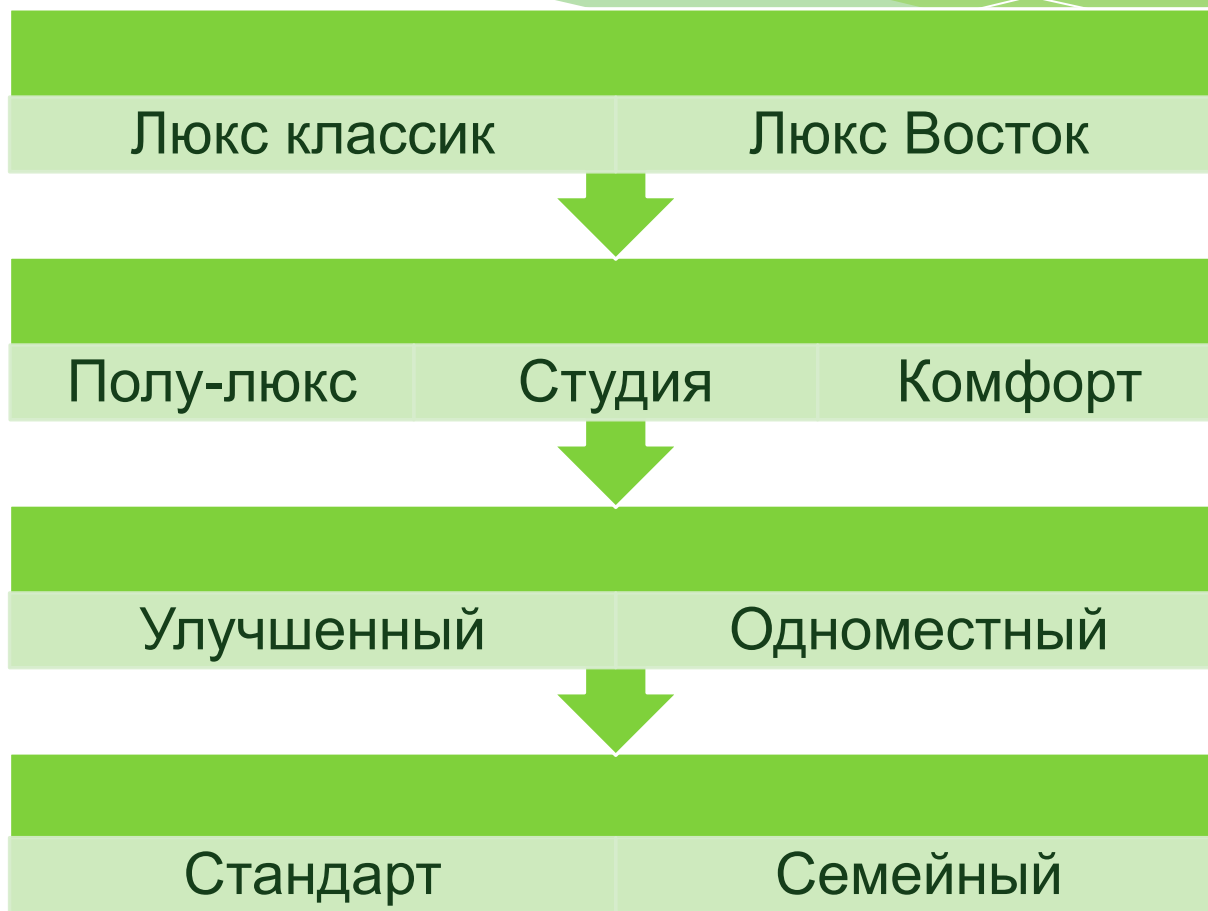 Люкс классик Люкс Восток
Полу-люкс Студия Комфорт
Улучшенный Одноместный
Стандарт Семейный